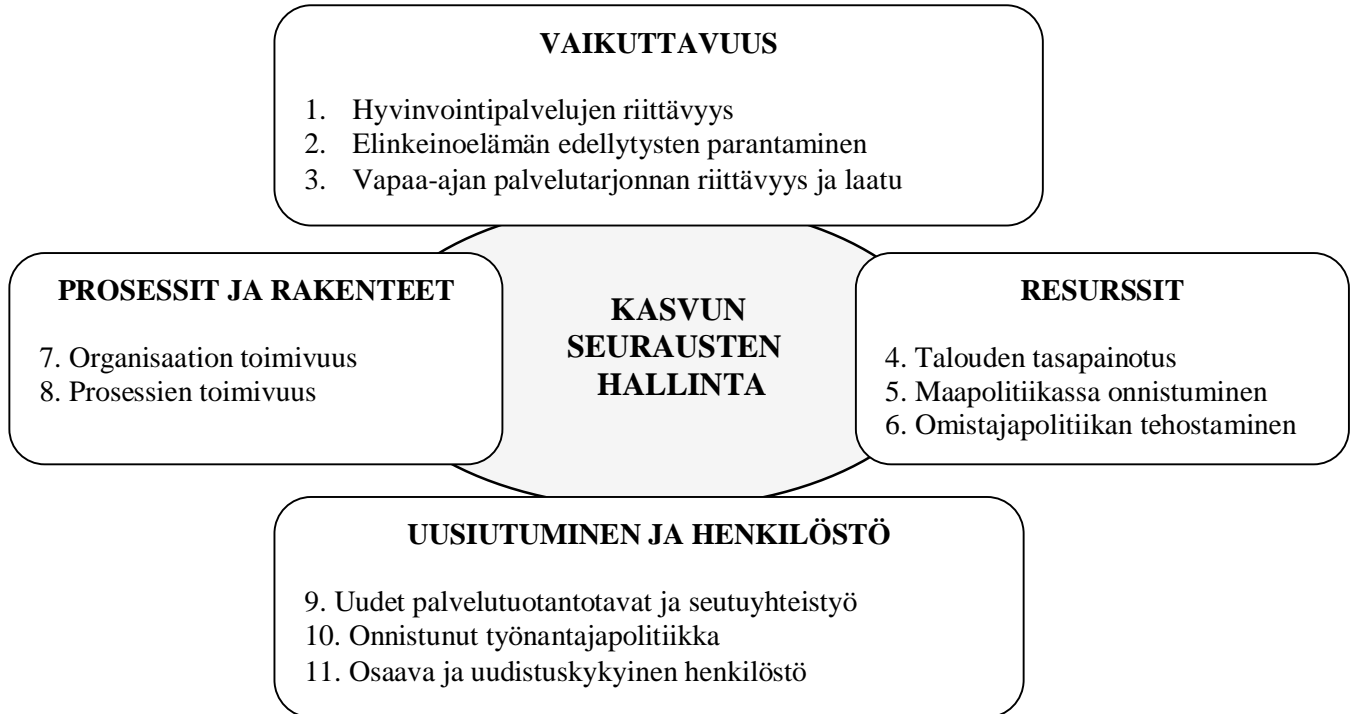 VAIKUTTAVUUS
1. Hyvinvointipalvelujen riittävyys
2. Elinkeinoelämän edellytysten parantaminen
3. Vapaa-ajan palvelutarjonnan riittävyys ja laatu
PROSESSIT JA RAKENTEET
7. Organisaation toimivuus
8. Prosessien toimivuus
KASVUN
SEURAUSTEN
HALLINTA
RESURSSIT
4. Talouden tasapainotus
5. Maapolitiikassa onnistuminen
6. Omistajapolitiikan tehostaminen
UUSIUTUMINEN JA HENKILÖSTÖ
9. Uudet palvelutuotantotavat ja seutuyhteistyö
10. Onnistunut työnantajapolitiikka
11. Osaava ja uudistuskykyinen henkilöstö